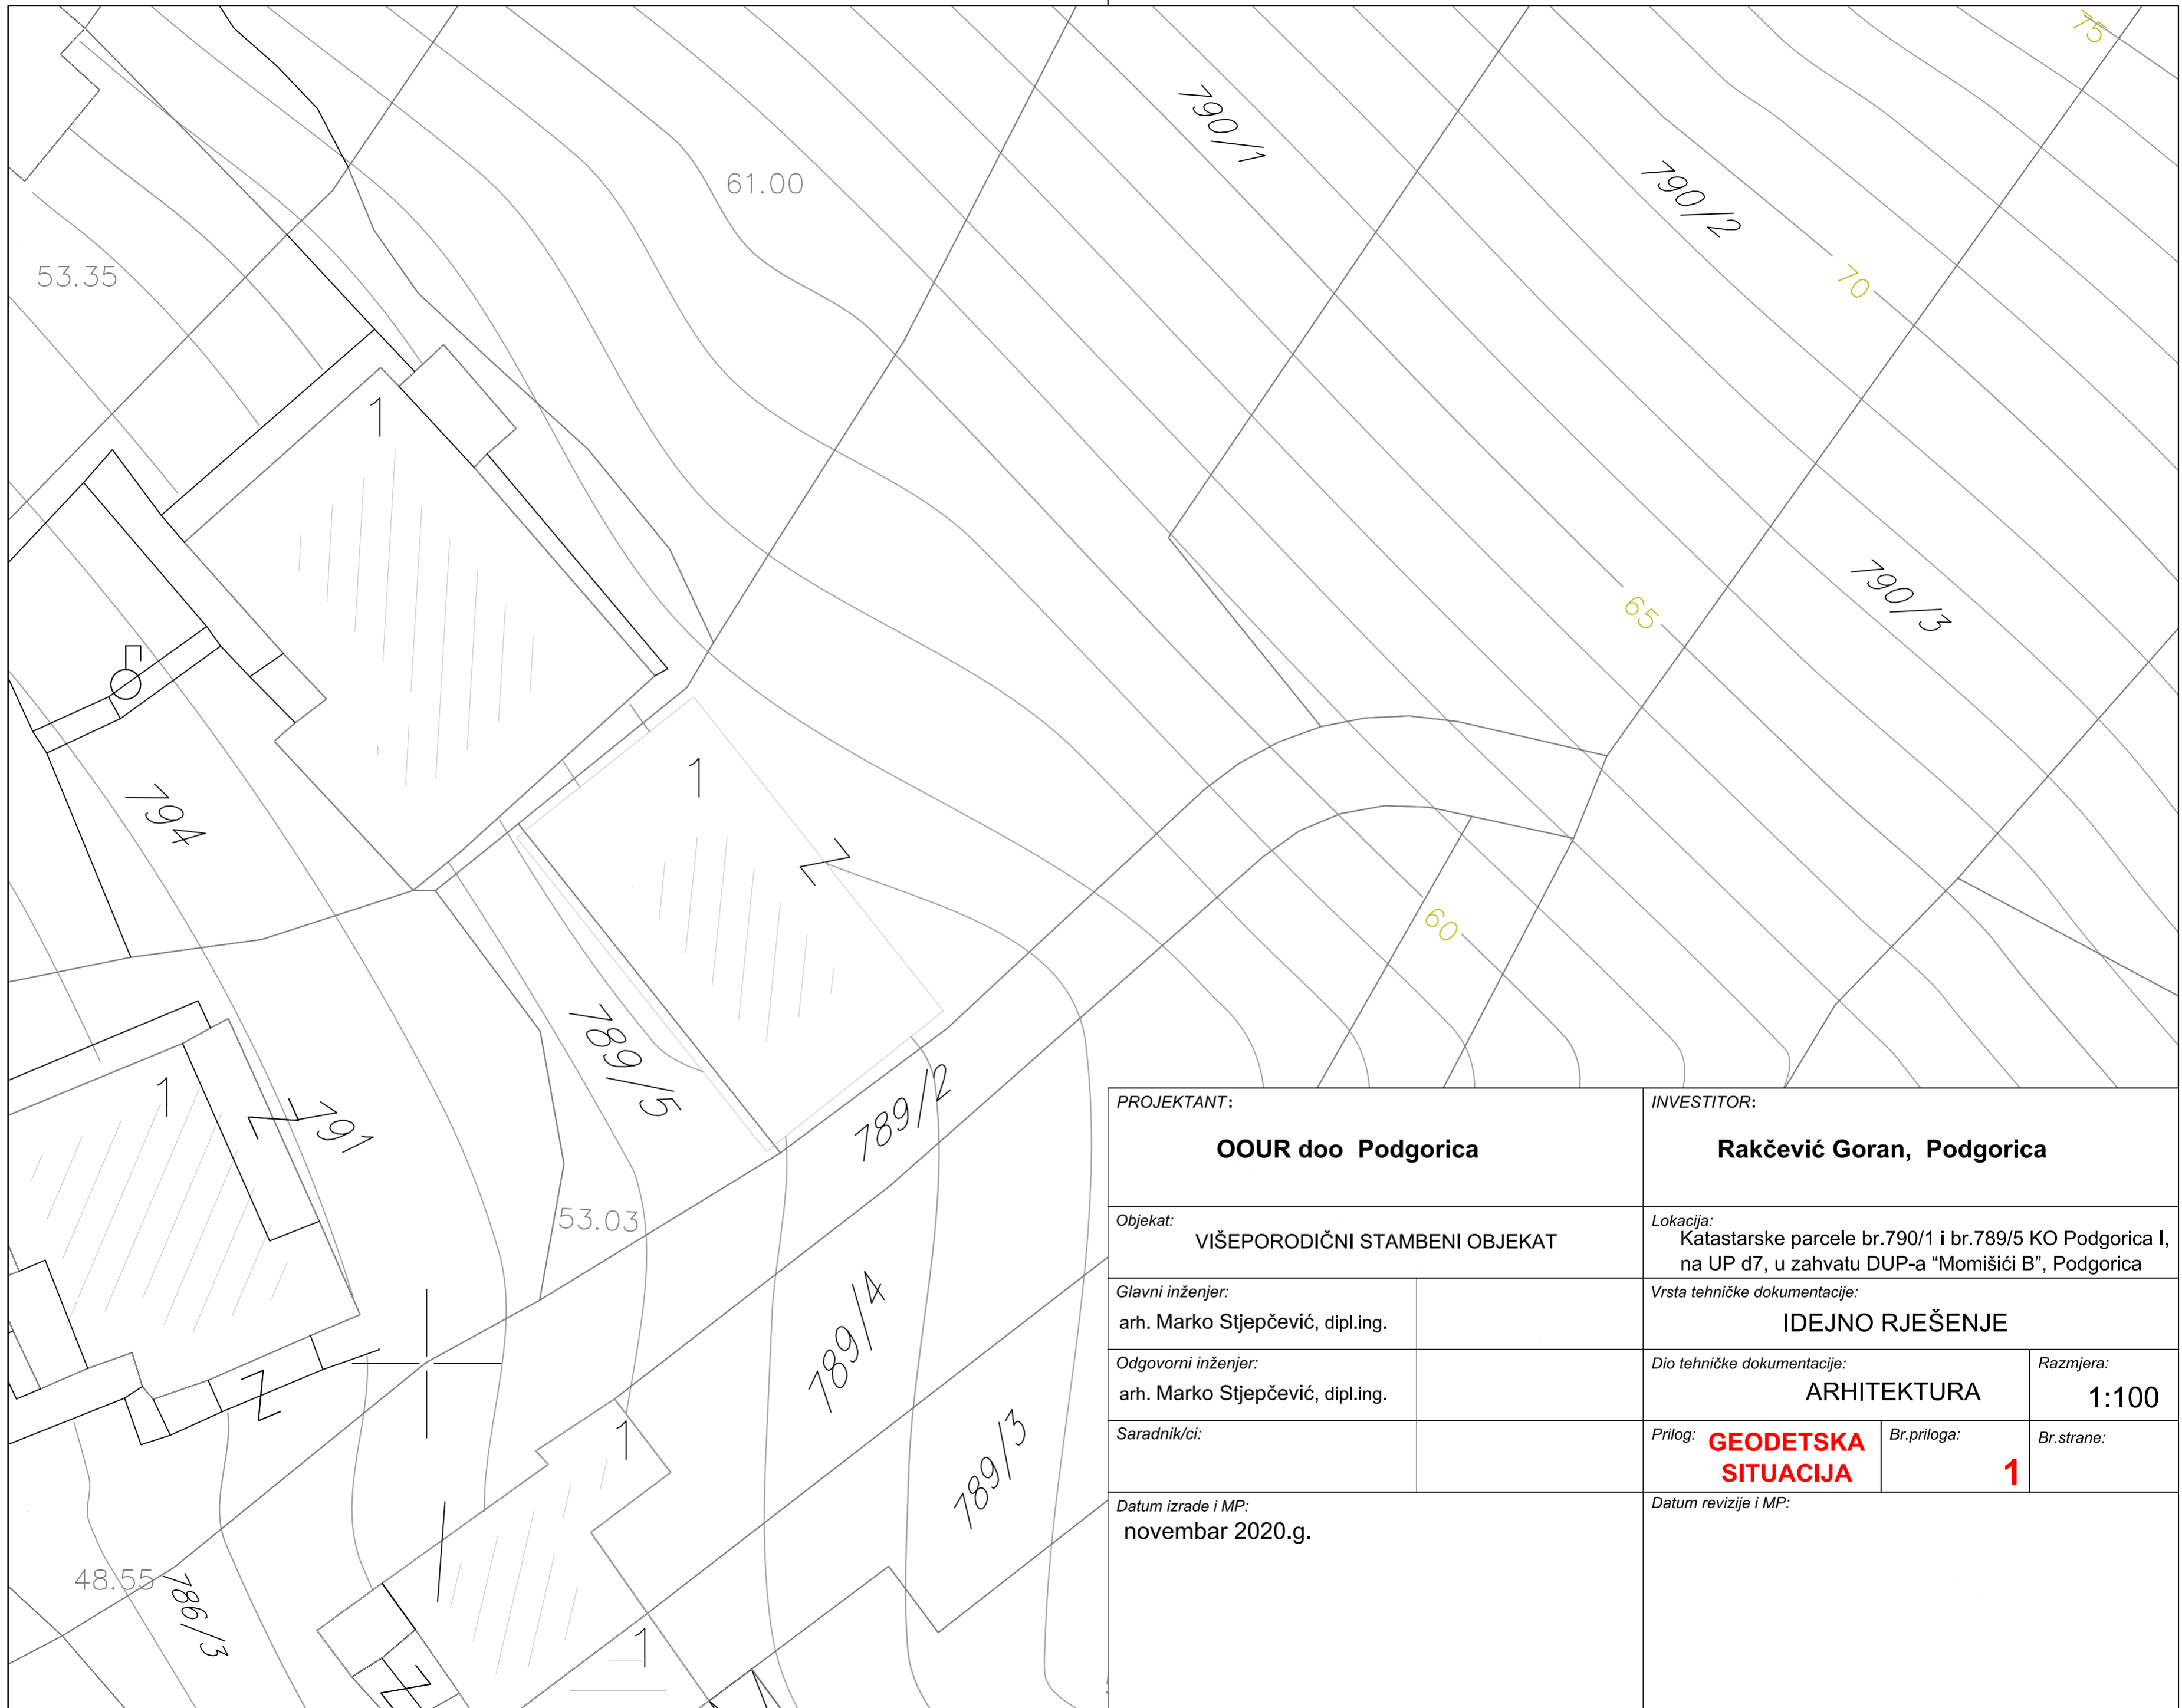 75
790/1
61.00
790/2
53.35
70
1
790/3
65
1
794
60
789/5
1
789/2
791
53.03
789/4
1
789/3
48.55
786/3
1
PROJEKTANT:
OOUR doo Podgorica
INVESTITOR:
Rakčević Goran, Podgorica
Objekat:
VIŠEPORODIČNI STAMBENI OBJEKAT
Lokacija:
Katastarske parcele br.790/1 i br.789/5 KO Podgorica I,
na UP d7, u zahvatu DUP-a “Momišići B”, Podgorica
Glavni inženjer:
arh. Marko Stjepčević, dipl.ing.
Vrsta tehničke dokumentacije:
IDEJNO RJEŠENJE
Odgovorni inženjer:
arh. Marko Stjepčević, dipl.ing.
Dio tehničke dokumentacije:
ARHITEKTURA
Razmjera:
1:100
Saradnik/ci:
Prilog: GEODETSKA
SITUACIJA
Br.priloga:
1
Br.strane:
Datum izrade i MP:
novembar 2020.g.
Datum revizije i MP: